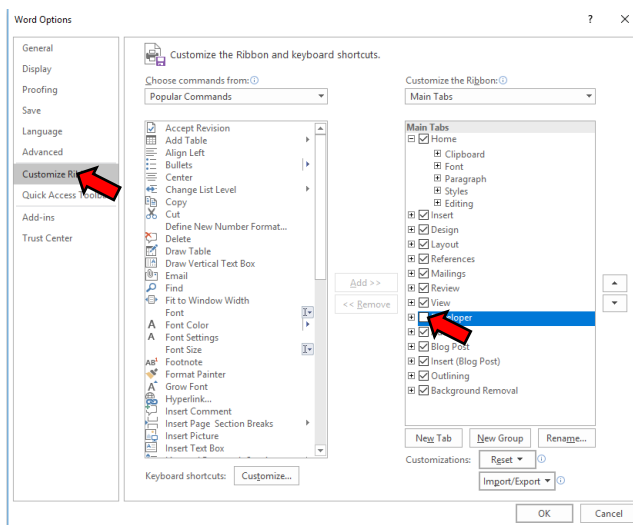 Word Options
? ×
General
Display
Proofing
Save
Language
Advanced
Customize
Quick Access
Add-ins
Trust Center
Customize the Ribbon and keyboard shortcuts.
Choose commands from:
Popular Commands
Accept Revision
Add Table
Align Left
Bullets
Center
Change List Level
Copy
Cut
Define New Number Format...
Delete
Draw Table
Draw Vertical Text Box
Email
Find
Fit to Window Width
Font
Font Color
Font Settings
Font Size
Footnote
Format Painter
Grow Font
Hyperlink...
Insert Comment
Insert Page Section Breaks
Insert Picture
Insert Text Box
Add >>
<< Remove
Customize the Ribbon:
Main Tabs
Main Tabs
Home
Clipboard
Font
Paragraph
Styles
Editing
Insert
Design
Layout
References
Mailings
Review
View
Blog Post
Insert (Blog Post)
Outlining
Background Removal
New Tab
New Group
Rename...
Customizations:
Reset
Import/Export
Keyboard shortcuts:
Customize...
OK
Cancel